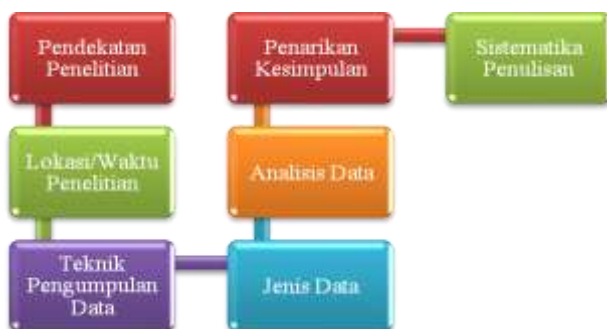 Pendekatan
Penelitian
Lokasi/Waktu
Penelitian
Teknik
Pengumpulan
Data
Jenis Data
Analisis Data
Penarikan
Kesimpulan
Sistematika
Penulisan